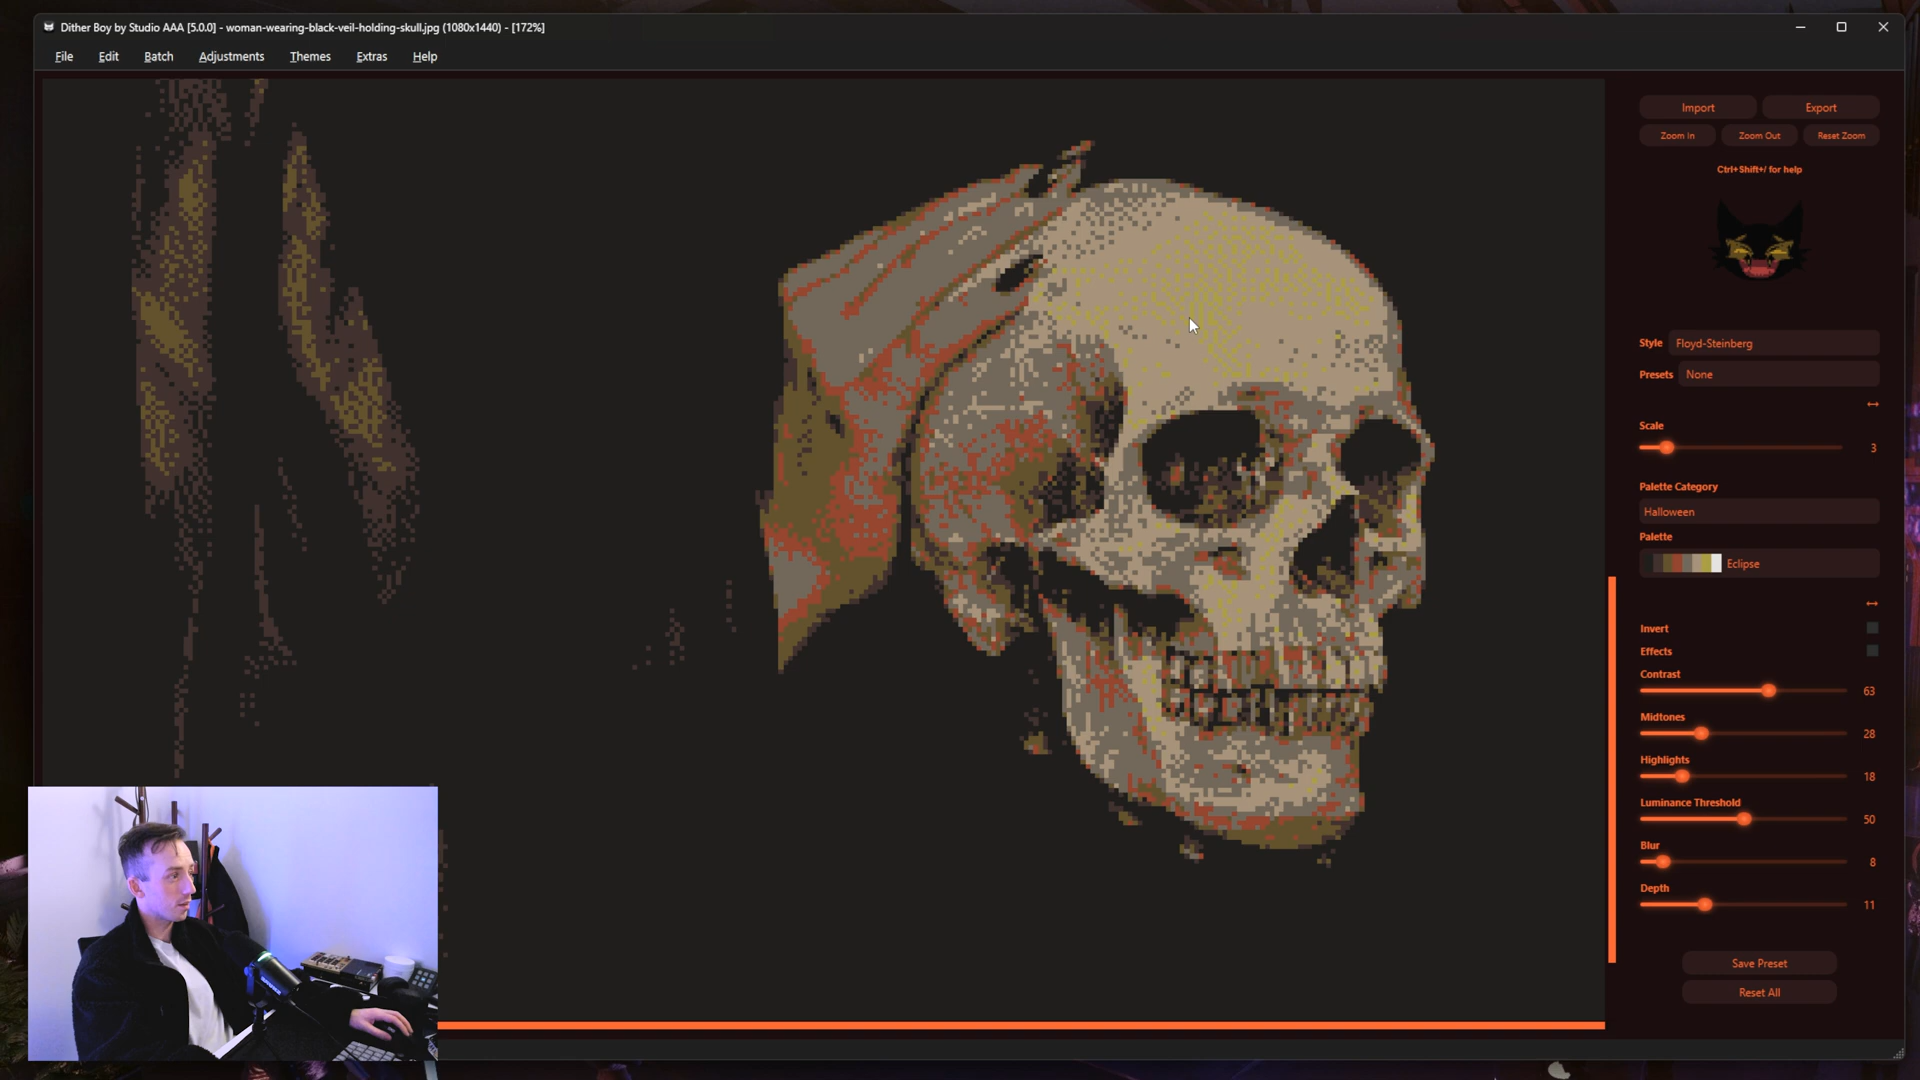 Dither Boy by Studio AAA [5.0.0] - woman-wearing-black-veil-holding-skull.jpg (1080x1440) - [172%]
File Edit Batch Adjustments Themes Extras Help
Import Export
Zoom In Zoom Out Reset Zoom
Ctrl+Shift+/ for help
Style Floyd-Steinberg
Presets None
Scale
3
Palette Category
Halloween
Palette
Eclipse
Invert
Effects
Contrast
63
Midtones
28
Highlights
18
Luminance Threshold
50
Blur
8
Depth
11
Save Preset
Reset All